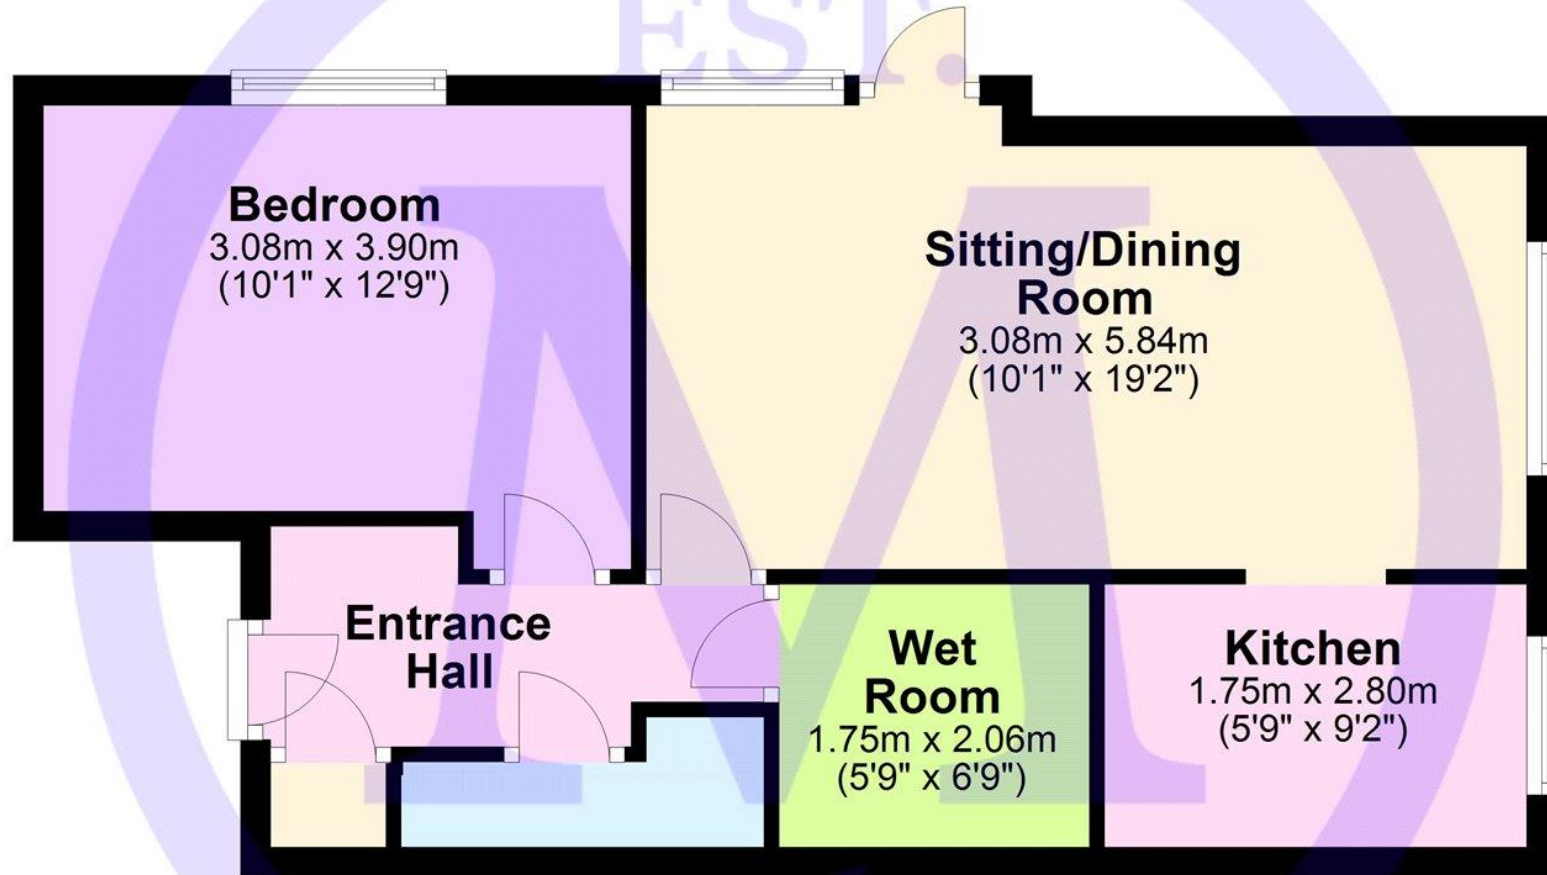 EST.
Bedroom
3.08m x 3.90m
(10'1" x 12'9")
Sitting/Dining
Room
3.08m x 5.84m
(10'1" x 19'2")
Entrance
Hall
Wet
Room
1.75m x 2.06m
(5'9" x 6'9")
Kitchen
1.75m x 2.80m
(5'9" x 9'2")
M